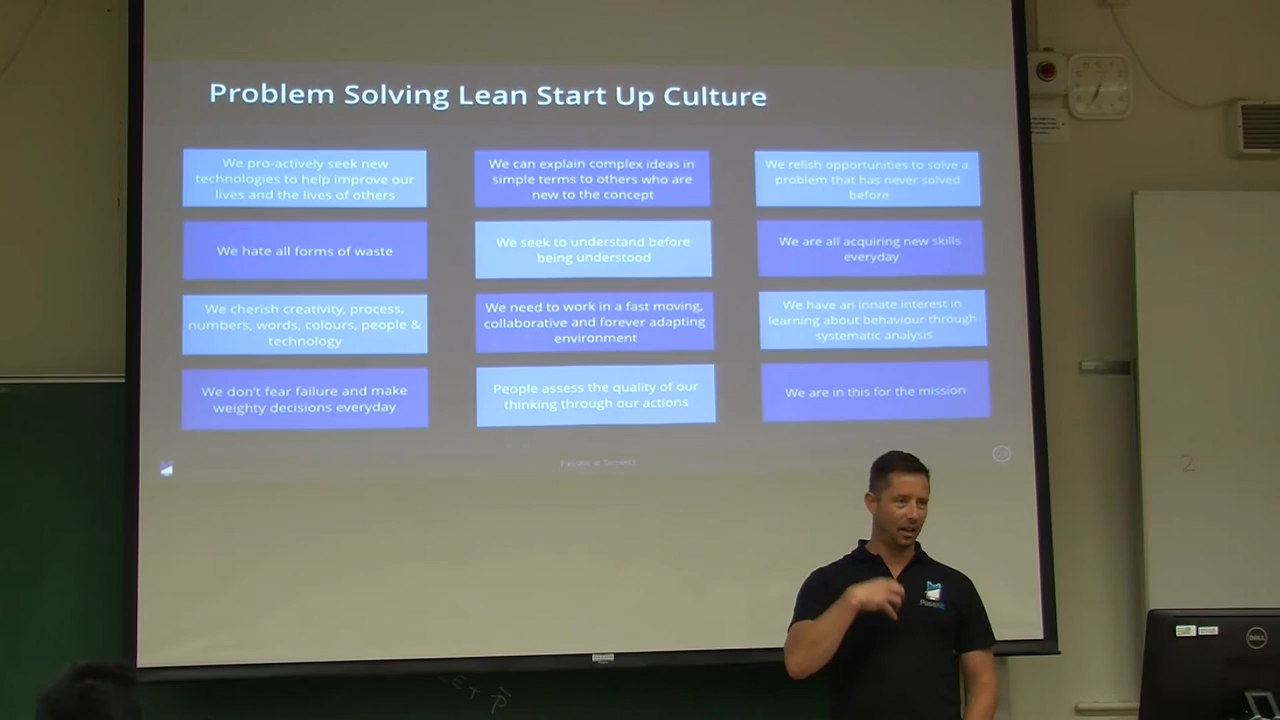 Problem Solving Lean Start Up Culture
We pro-actively seek new
technologies to help improve our
lives and the lives of others
We can explain complex ideas in
simple terms to others who are
new to the concept
We relish opportunities to solve a
problem that has never solved
before
We hate all forms of waste
We seek to understand before
being understood
We are all acquiring new skills
everyday
We cherish creativity, process,
numbers, words, colours, people &
technology
We need to work in a fast moving,
collaborative and forever adapting
environment
We have an innate interest in
learning about behaviour through
systematic analysis
We don't fear failure and make
weighty decisions everyday
People assess the quality of our
thinking through our actions
We are in this for the mission
2
DELL